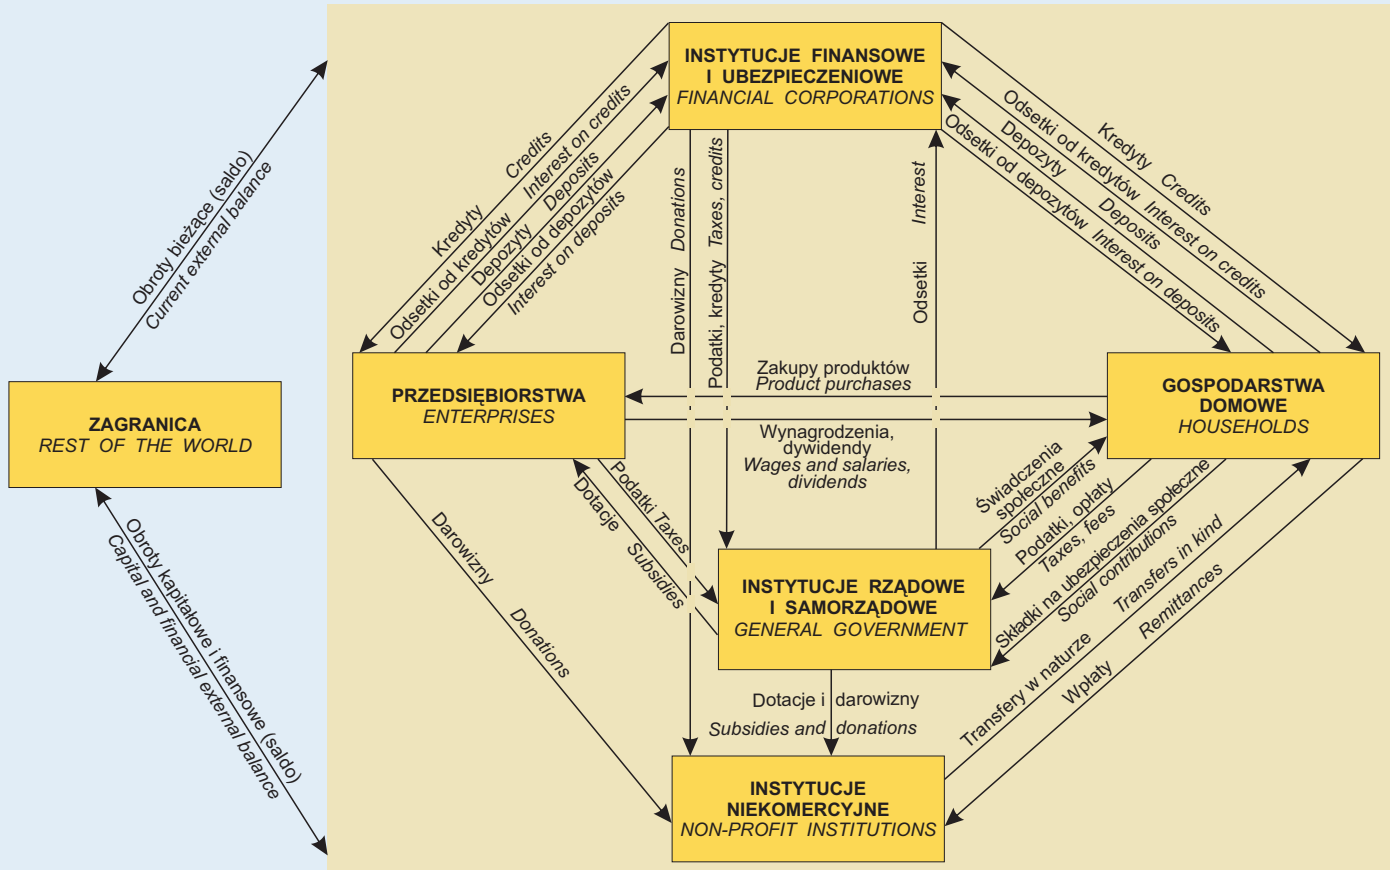 INSTYTUCJE FINANSOWE
I UBEZPIECZENIOWE
FINANCIAL CORPORATIONS
Kredyty Credits
Odsetki od kredytów Interest on credits
Depozyty Deposits
Odsetki od depozytów
Interest on deposits
Darowizny Donations
Podatki, kredyty Taxes, credits
Odsetki Interest
Kredyty Credits
Odsetki od kredytów Interest on credits
Depozyty Deposits
Odsetki od depozytów Interest on deposits
Obroty bieżące (saldo)
Current external balance
ZAGRANICA
REST OF THE WORLD
Obroty kapitałowe i finansowe (saldo)
Capital and financial external balance
PRZEDSIĘBIORSTWA
ENTERPRISES
Zakupy produktów
Product purchases
Wynagrodzenia,
dywidendy
Wages and salaries,
dividends
GOSPODARSTWA
DOMOWE
HOUSEHOLDS
Darowizny Donations
Podatki Taxes
Dotacje Subsidies
Świadczenia
społeczne
Social benefits
Podatki, opłaty
Taxes, fees
Składki na ubezpieczenia społeczne
Social contributions
Transfery w naturze Transfers in kind
Wpłaty Remittances
INSTYTUCJE RZĄDOWE
I SAMORZĄDOWE
GENERAL GOVERNMENT
Dotacje i darowizny
Subsidies and donations
INSTYTUCJE
NIEKOMERCYJNE
NON-PROFIT INSTITUTIONS